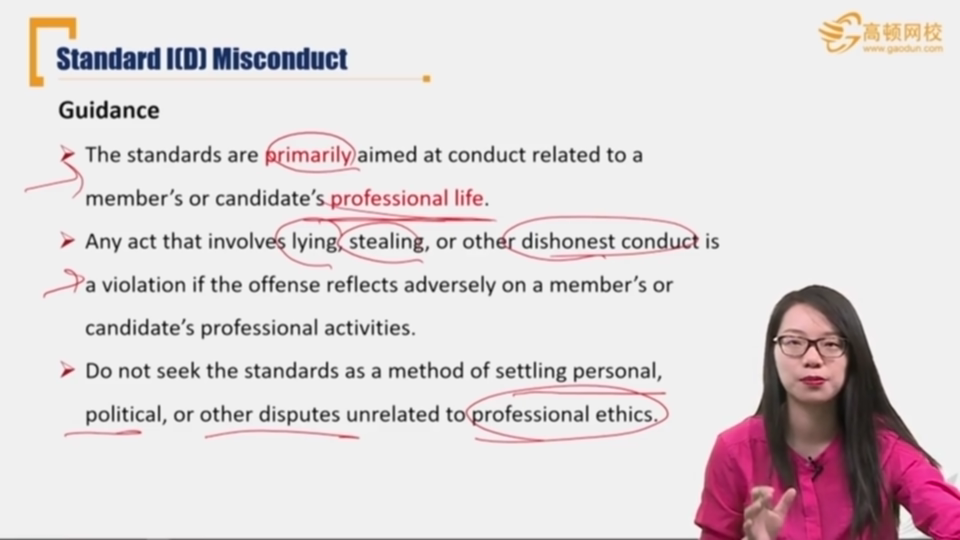 Standard I(D) Misconduct
高顿网校
www.gaodun.com
Guidance
The standards are primarily aimed at conduct related to a
member's or candidate's professional life.
Any act that involves lying, stealing, or other dishonest conduct is
a violation if the offense reflects adversely on a member's or
candidate's professional activities.
Do not seek the standards as a method of settling personal,
political, or other disputes unrelated to professional ethics.